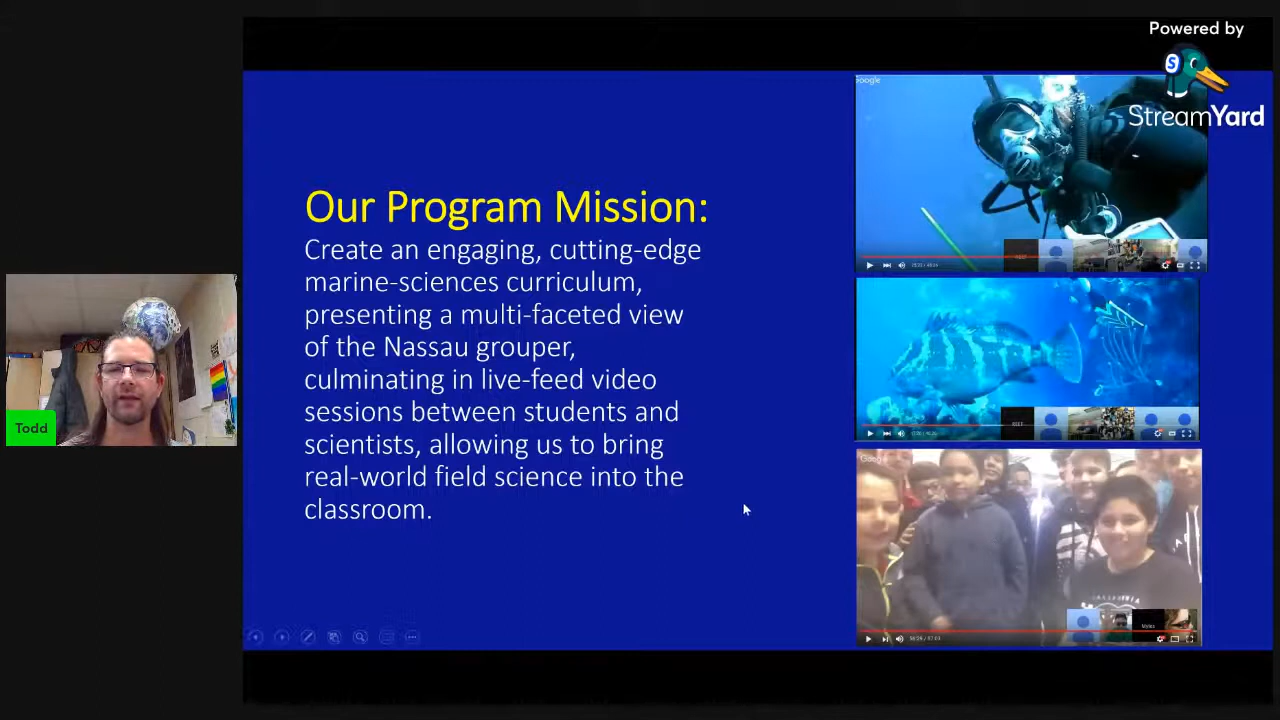 Powered by
StreamYard
Our Program Mission:
Create an engaging, cutting-edge
marine-sciences curriculum,
presenting a multi-faceted view
of the Nassau grouper,
culminating in live-feed video
sessions between students and
scientists, allowing us to bring
real-world field science into the
classroom.
Todd
Google
Myles